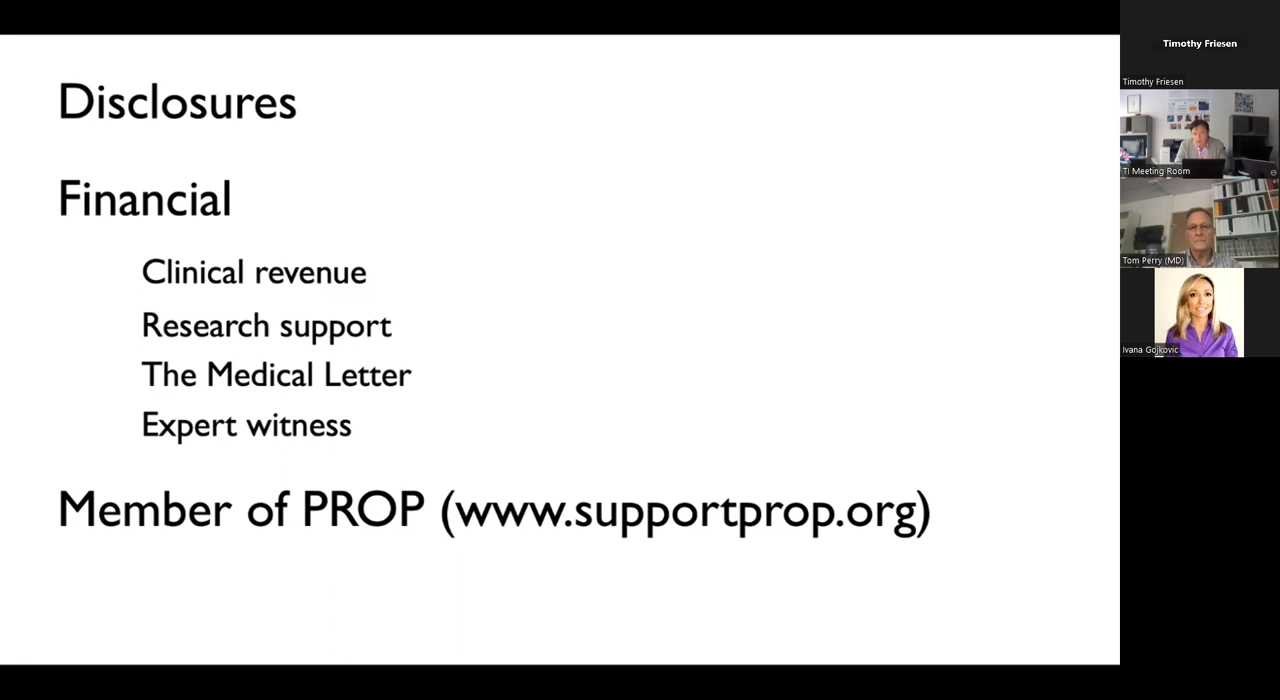 Disclosures
Financial
Clinical revenue
Research support
The Medical Letter
Expert witness
Member of PROP (www.supportprop.org)
Timothy Friesen
Timothy Friesen
TI Meeting Room
Tom Perry (MD)
Ivana Gojkovic